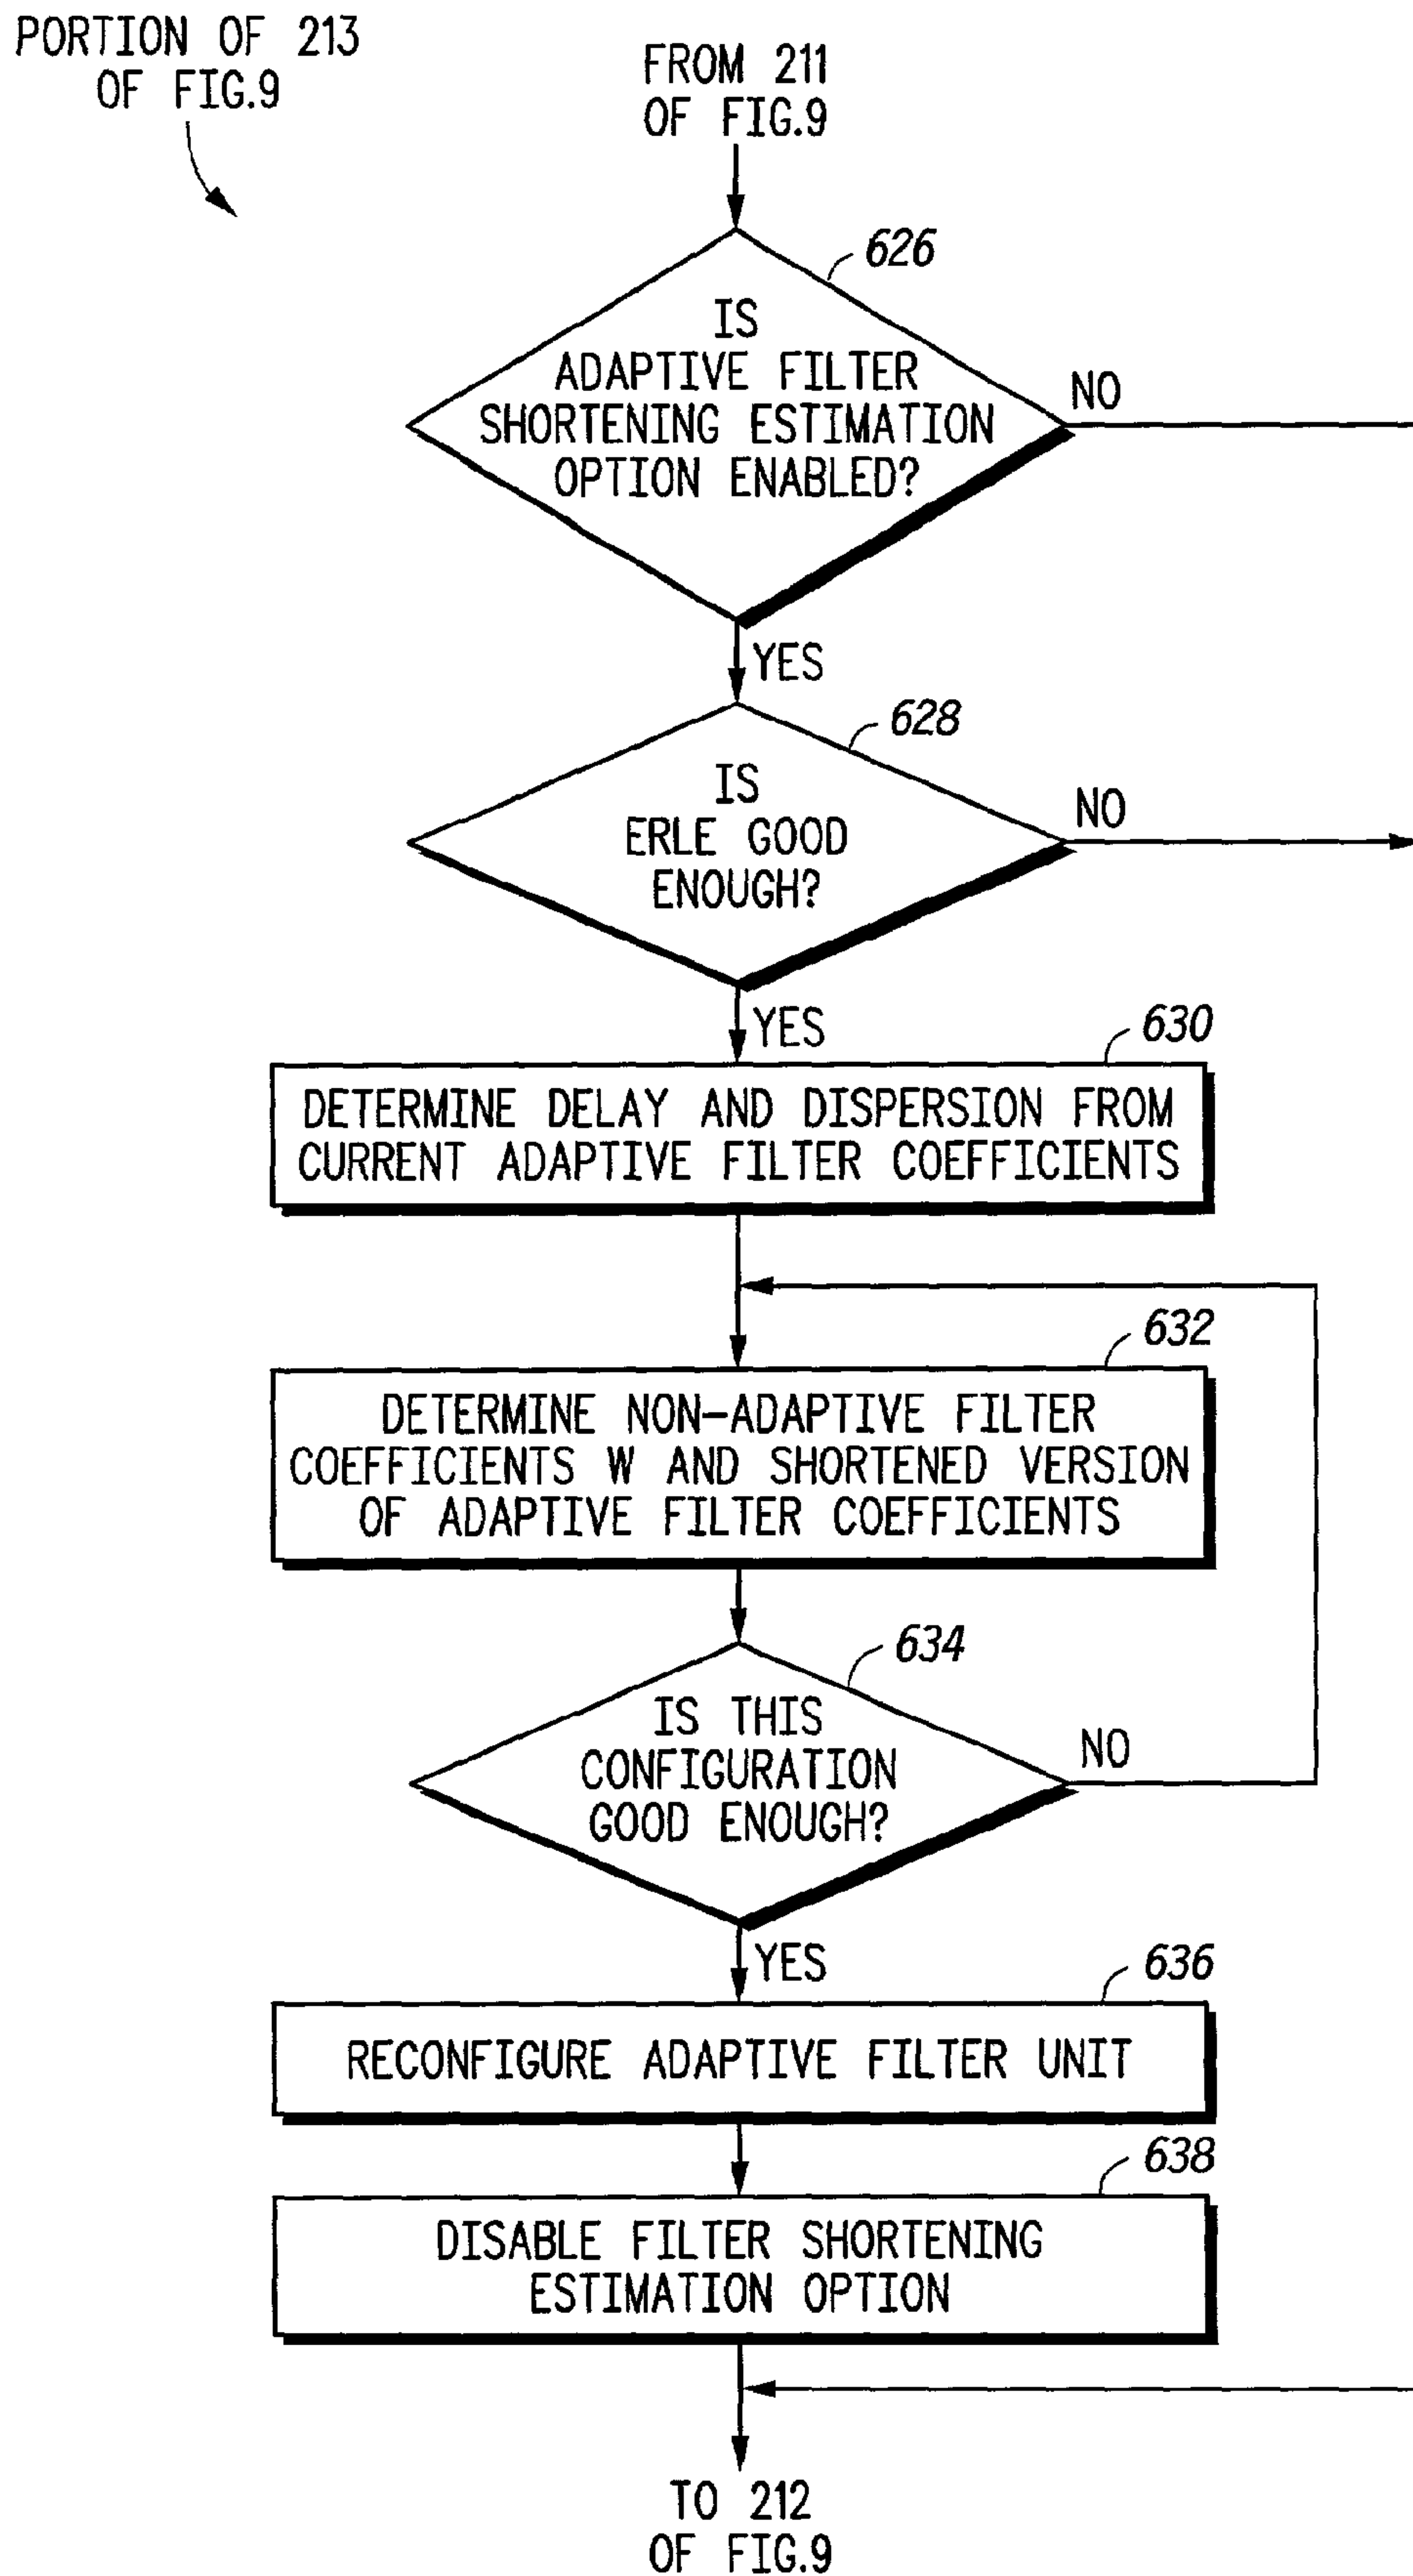 PORTION OF 213
OF FIG.9
FROM 211
OF FIG.9
626
IS
ADAPTIVE FILTER
SHORTENING ESTIMATION
OPTION ENABLED?
NO
YES
628
IS
ERLE GOOD
ENOUGH?
NO
YES
630
DETERMINE DELAY AND DISPERSION FROM
CURRENT ADAPTIVE FILTER COEFFICIENTS
632
DETERMINE NON-ADAPTIVE FILTER
COEFFICIENTS W AND SHORTENED VERSION
OF ADAPTIVE FILTER COEFFICIENTS
634
IS THIS
CONFIGURATION
GOOD ENOUGH?
NO
YES
636
RECONFIGURE ADAPTIVE FILTER UNIT
638
DISABLE FILTER SHORTENING
ESTIMATION OPTION
TO 212
OF FIG.9